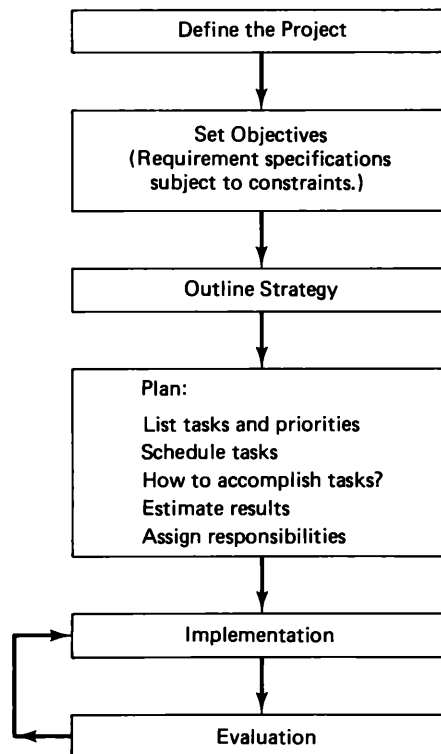 Define the Project
Set Objectives
(Requirement specifications
subject to constraints.)
Outline Strategy
Plan:
List tasks and priorities
Schedule tasks
How to accomplish tasks?
Estimate results
Assign responsibilities
Implementation
Evaluation